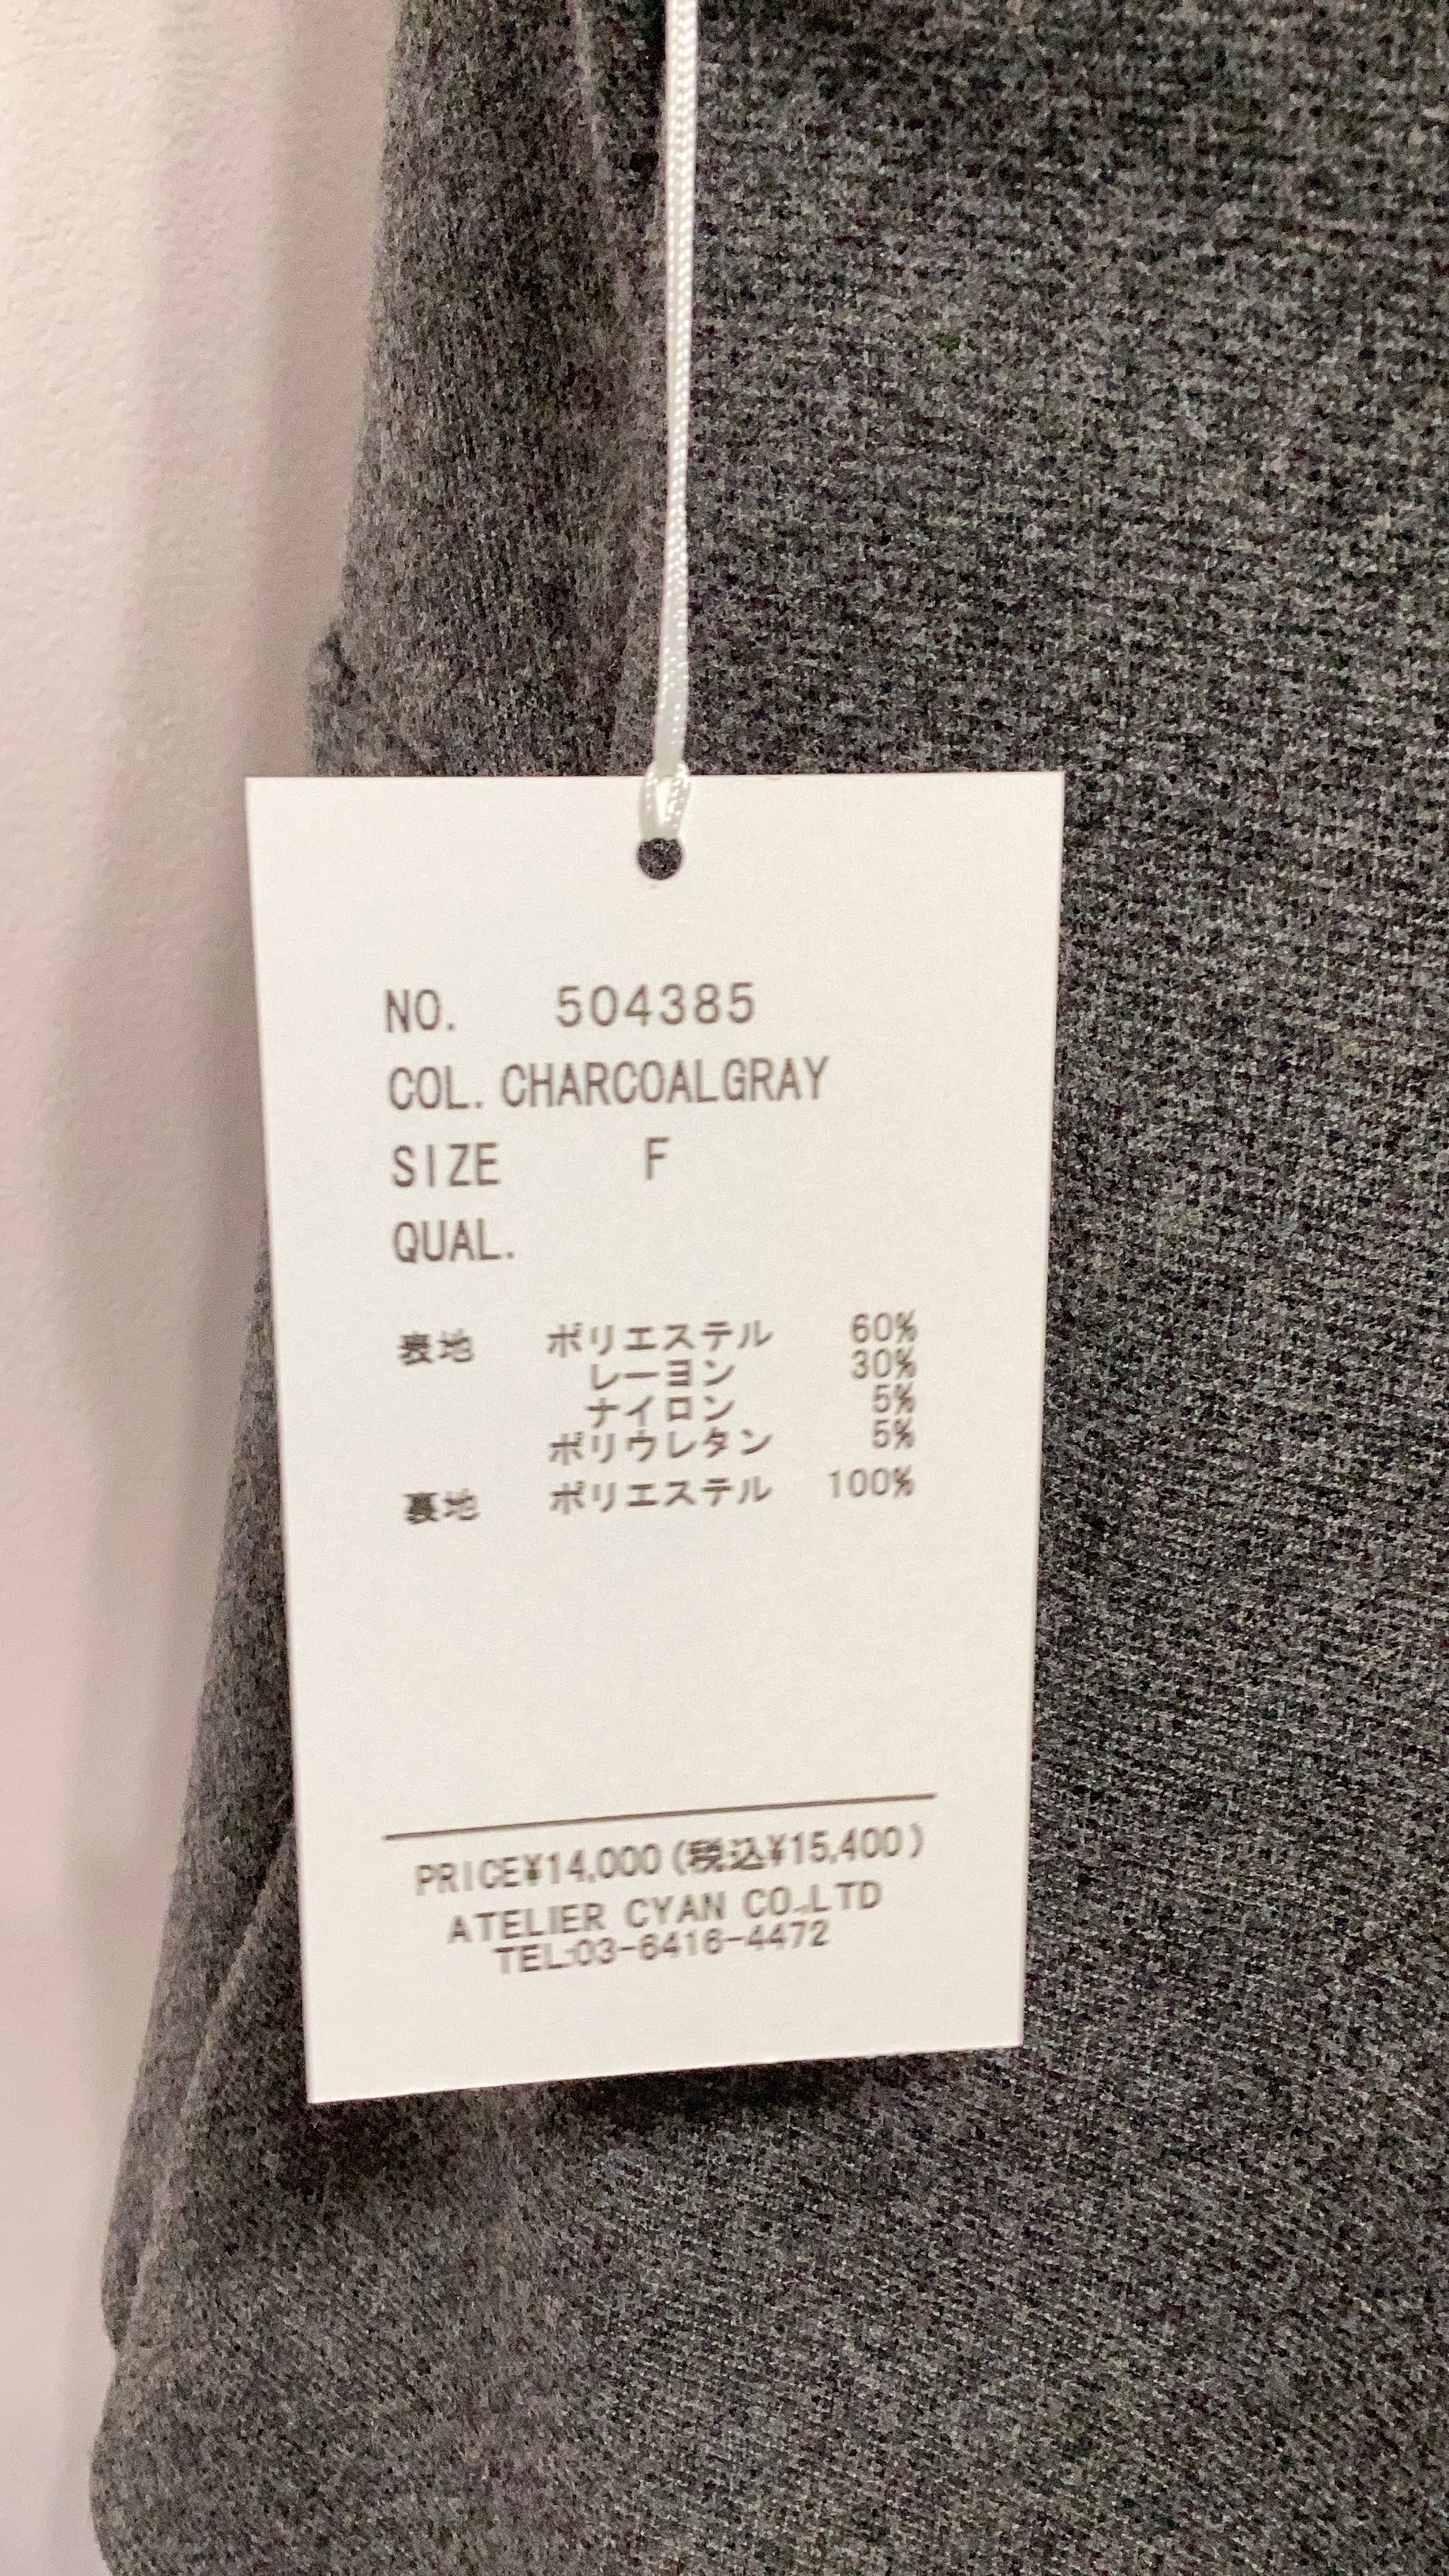 NO. 504385
COL. CHARCOALGRAY
SIZE F
QUAL.
表地 ポリエステル 60%
レーヨン 30%
ナイロン 5%
ポリウレタン 5%
裏地 ポリエステル 100%
PRICE¥14,000(税込¥15,400)
ATELIER CYAN CO.,LTD
TEL:03-6416-4472